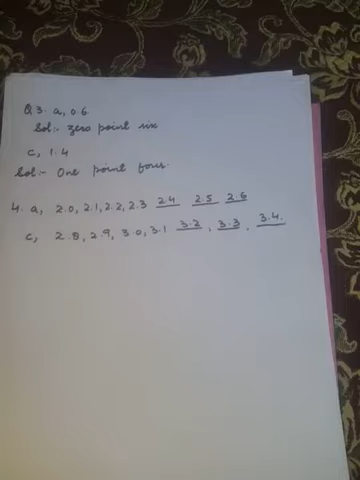 Q3. a, 0.6
Sol:- zero point six
c, 1.4
Sol:- One point four.
4. a, 2.0, 2.1, 2.2, 2.3 2.4 2.5 2.6
c, 2.8, 2.9, 3.0, 3.1 3.2, 3.3, 3.4.